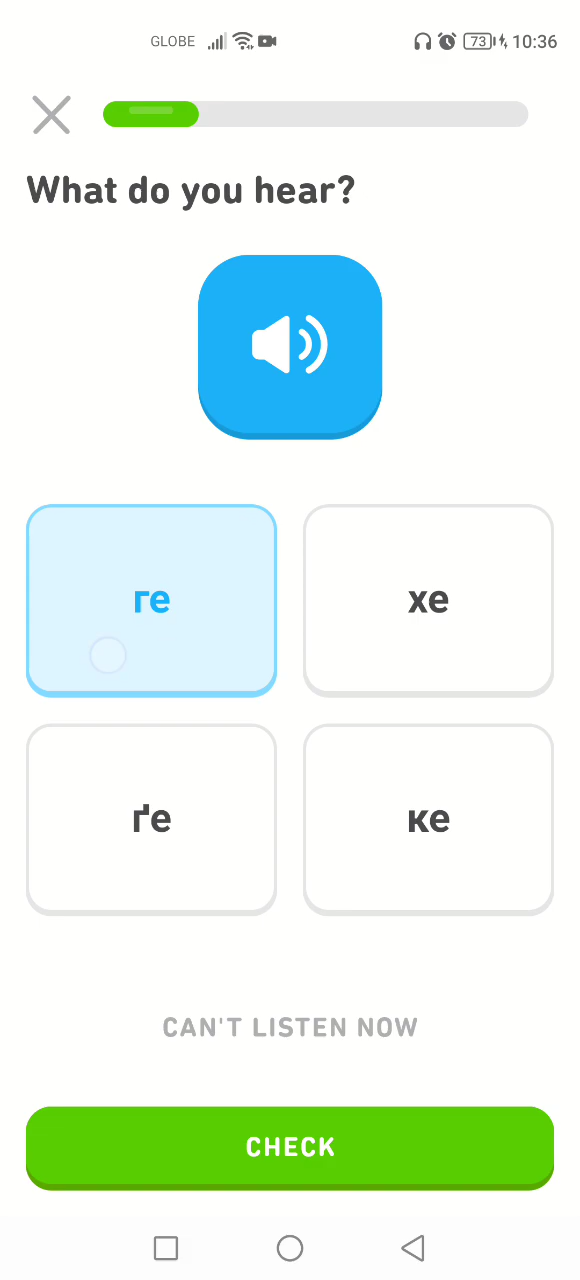 GLOBE 73 10:36
What do you hear?
ге хе
ґе ке
CAN'T LISTEN NOW
CHECK